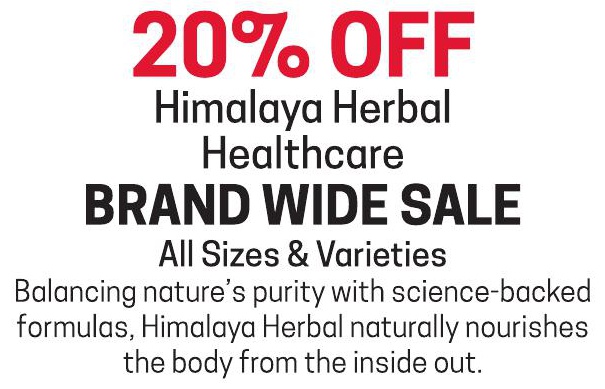 20% OFF
Himalaya Herbal
Healthcare
BRAND WIDE SALE
All Sizes & Varieties
Balancing nature's purity with science-backed
formulas, Himalaya Herbal naturally nourishes
the body from the inside out.